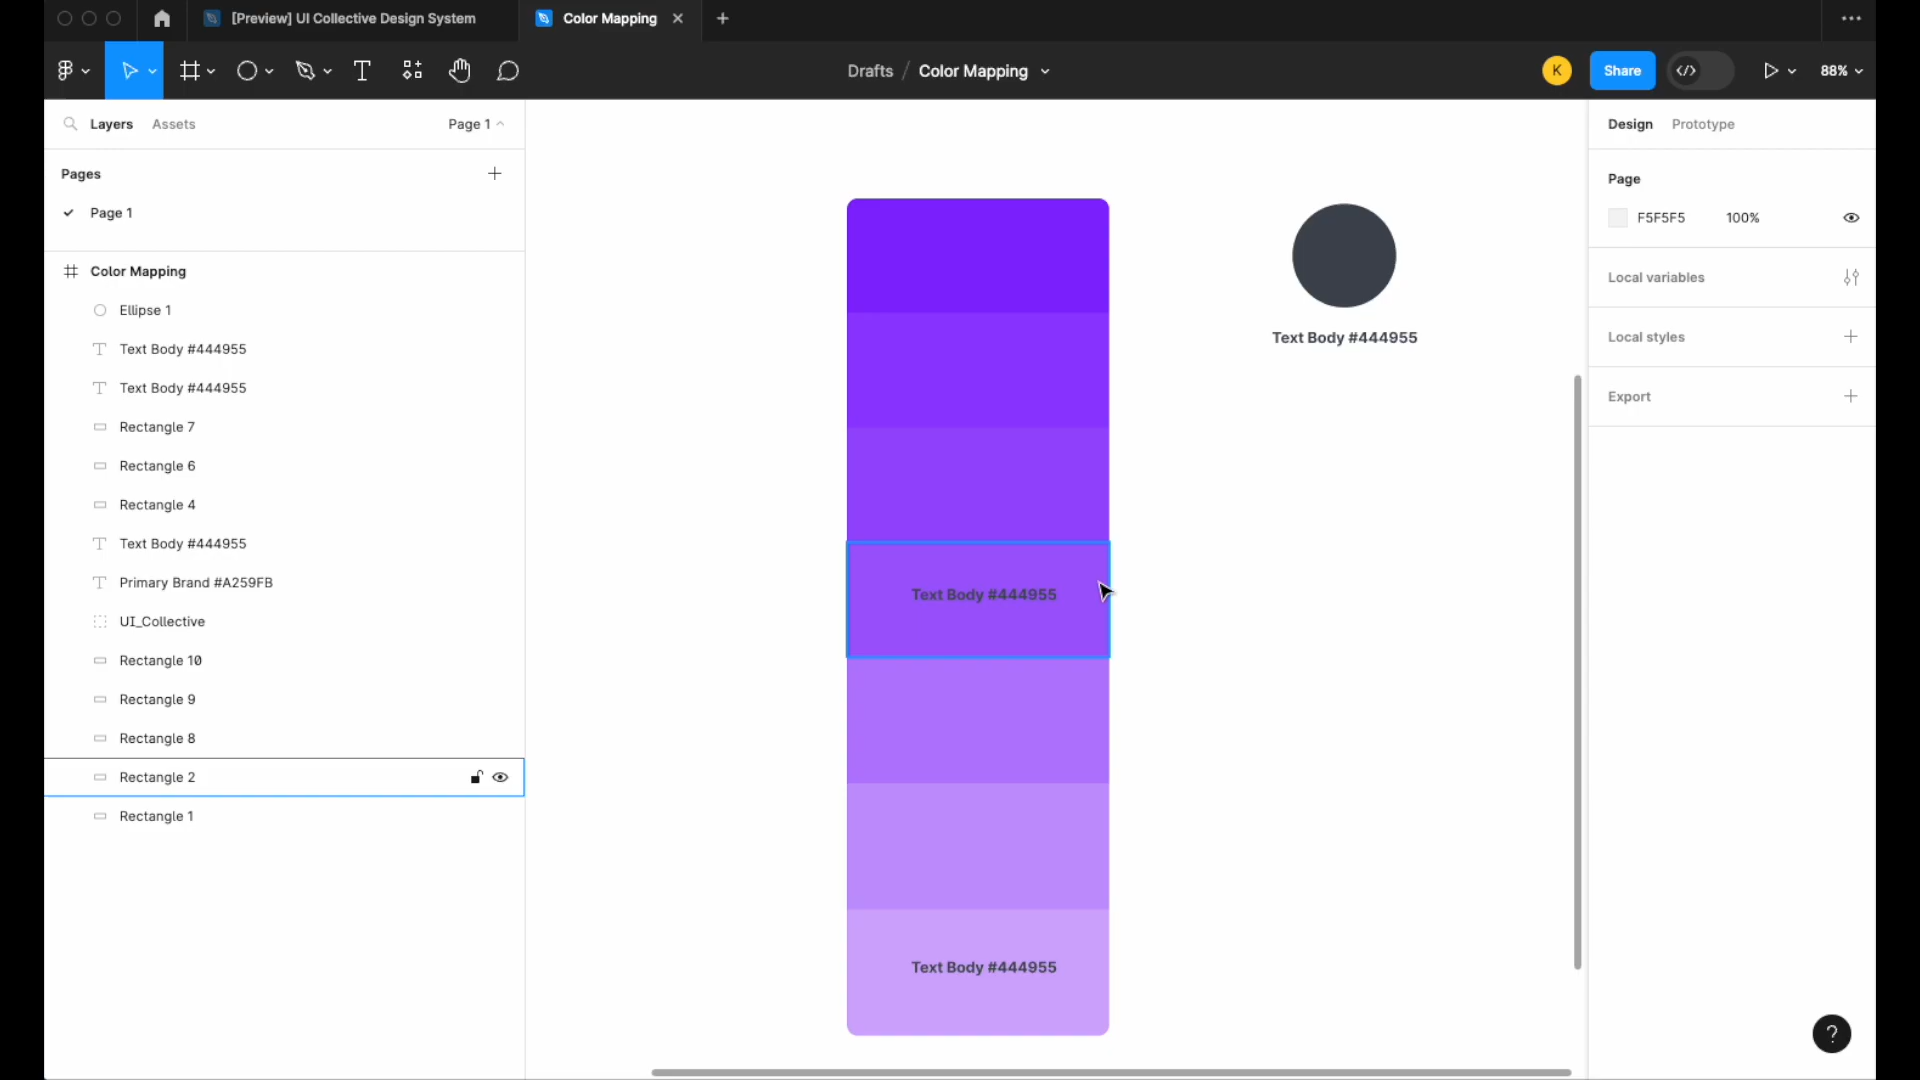 [Preview] UI Collective Design System
Color Mapping
Drafts / Color Mapping
K
Share
88%
Layers
Assets
Page 1
Design
Prototype
Pages
Page 1
Page
F5F5F5
100%
Color Mapping
Local variables
Ellipse 1
Text Body #444955
Text Body #444955
Local styles
Text Body #444955
Text Body #444955
Export
Rectangle 7
Rectangle 6
Rectangle 4
Text Body #444955
Primary Brand #A259FB
UI_Collective
Rectangle 10
Rectangle 9
Rectangle 8
Rectangle 2
Rectangle 1
Text Body #444955
?